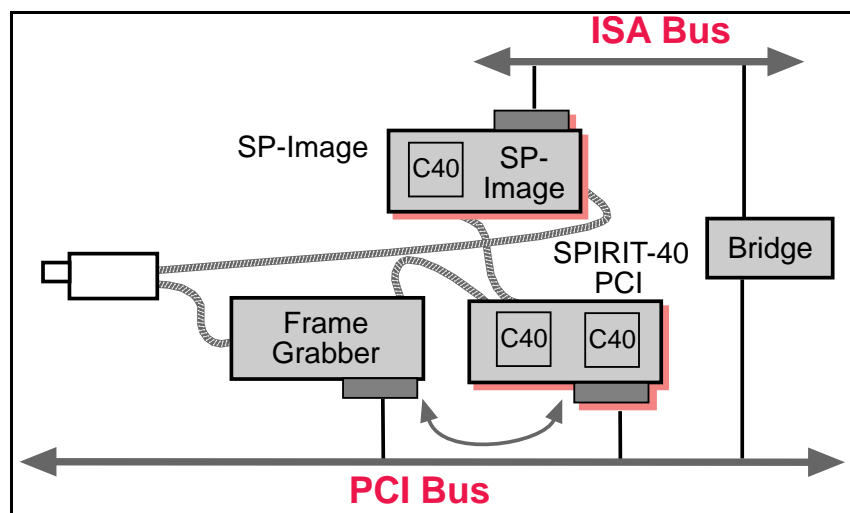 ISA Bus
SP-Image
C40
SP-
Image
SPIRIT-40
PCI
Bridge
Frame
Grabber
C40
C40
PCI Bus